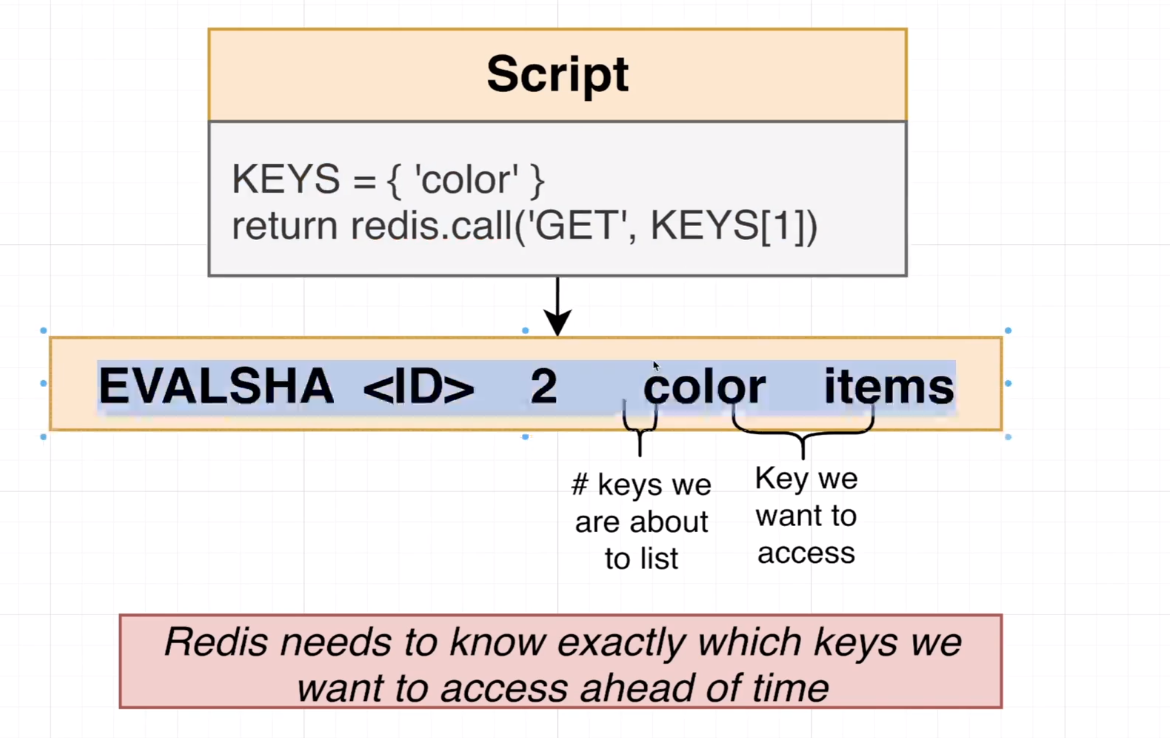 Script
KEYS = { 'color' }
return redis.call('GET', KEYS[1])
EVALSHA <ID> 2 color items
# keys we
are about
to list
Key we
want to
access
Redis needs to know exactly which keys we
want to access ahead of time